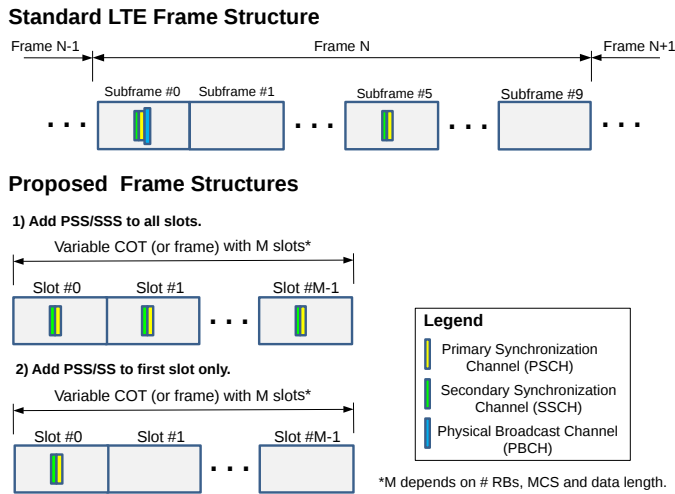 Standard LTE Frame Structure
Frame N-1
Frame N
Frame N+1
Subframe #0
Subframe #1
Subframe #5
Subframe #9
. . .
. . .
. . .
. . .
Proposed Frame Structures
1) Add PSS/SSS to all slots.
Variable COT (or frame) with M slots*
Slot #0
Slot #1
Slot #M-1
. . .
2) Add PSS/SS to first slot only.
Variable COT (or frame) with M slots*
Slot #0
Slot #1
Slot #M-1
. . .
Legend
Primary Synchronization
Channel (PSCH)
Secondary Synchronization
Channel (SSCH)
Physical Broadcast Channel
(PBCH)
*M depends on # RBs, MCS and data length.